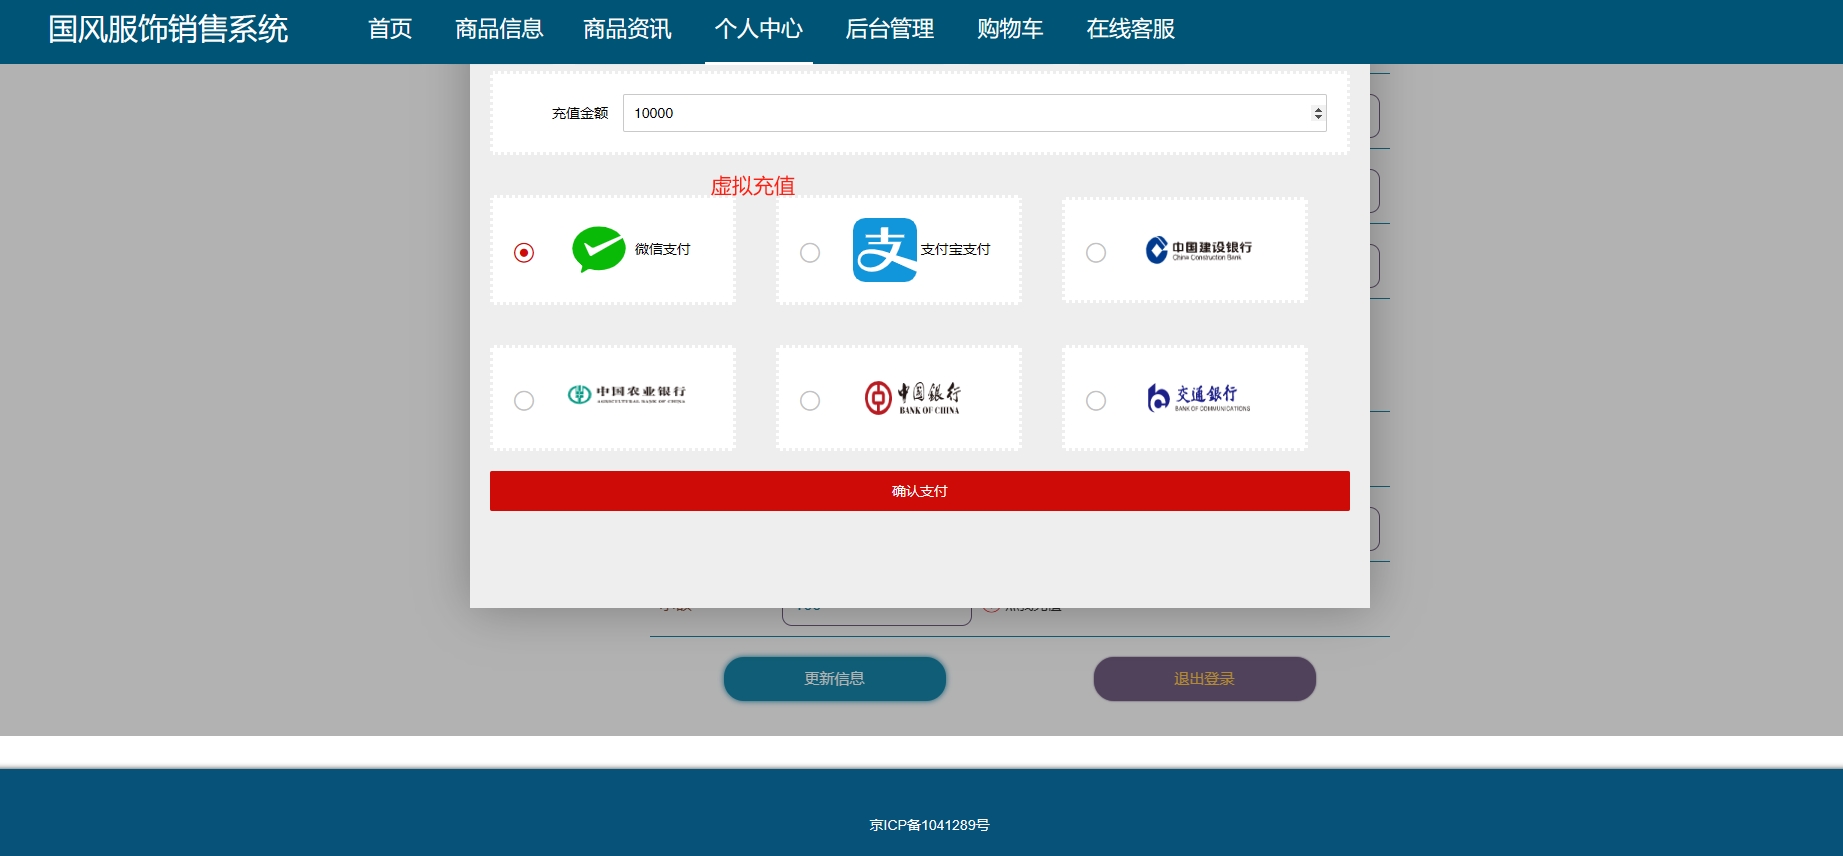 国风服饰销售系统 首页 商品信息 商品资讯 个人中心 后台管理 购物车 在线客服
充值金额 10000
虚拟充值
微信支付 支付宝支付 中国建设银行
China Construction Bank
中国农业银行 中国银行 交通银行
AGRICULTURAL BANK OF CHINA BANK OF CHINA BANK OF COMMUNICATIONS
确认支付
更新信息 退出登录
京ICP备1041289号